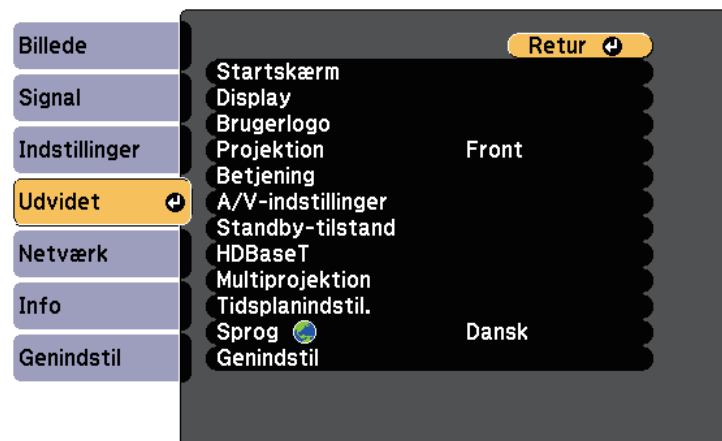 Billede
Signal
Indstillinger
Udvidet
Netværk
Info
Genindstil
Retur
Startskærm
Display
Brugerlogo
Projektion Front
Betjening
A/V-indstillinger
Standby-tilstand
HDBaseT
Multiprojektion
Tidsplanindstil.
Sprog Dansk
Genindstil